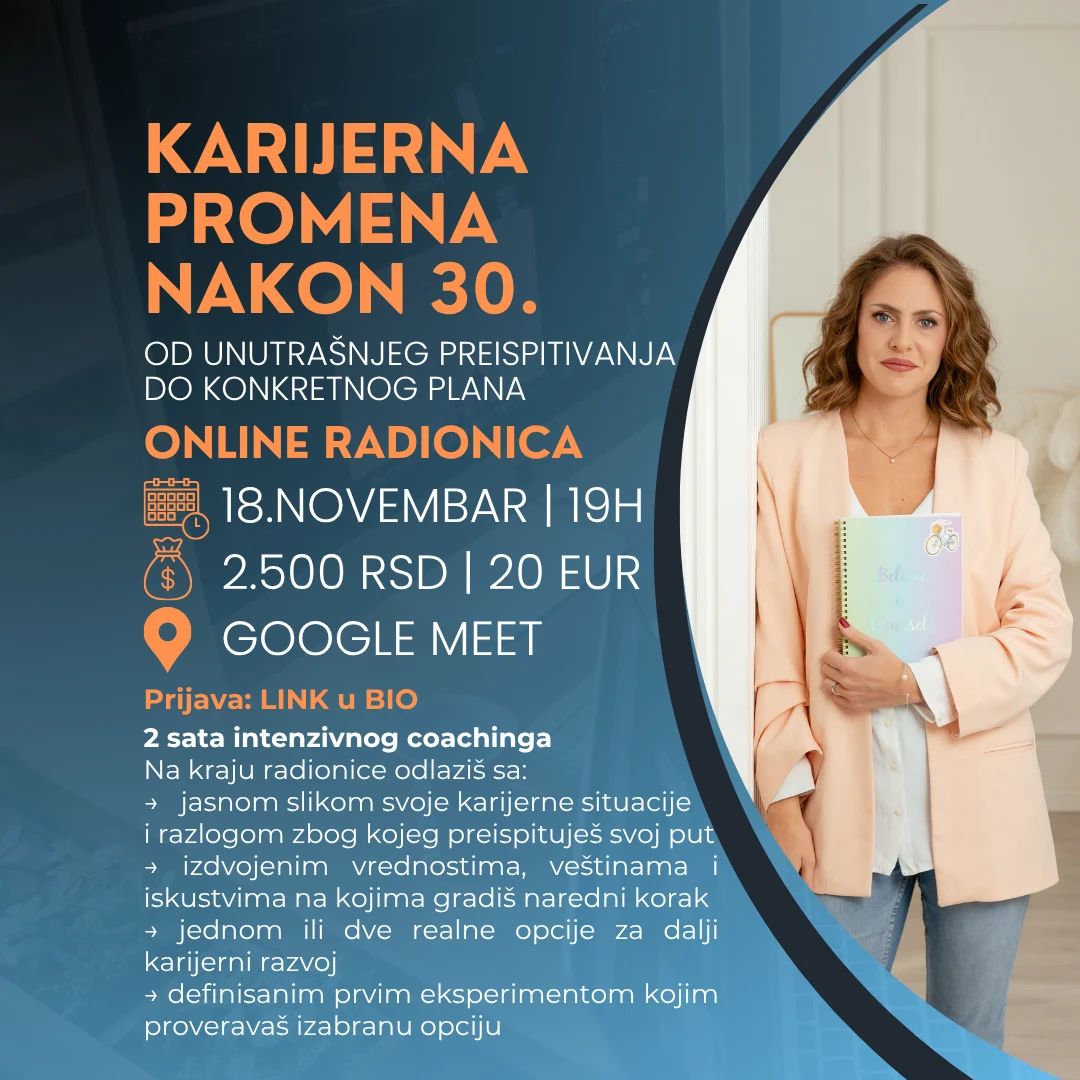 KARIJERNA
PROMENA
NAKON 30.
OD UNUTRAŠNJEG PREISPITIVANJA
DO KONKRETNOG PLANA
ONLINE RADIONICA
18.NOVEMBAR | 19H
$
2.500 RSD | 20 EUR
GOOGLE MEET
Prijava: LINK u BIO
2 sata intenzivnog coachinga
Na kraju radionice odlaziš sa:
→ jasnom slikom svoje karijerne situacije
i razlogom zbog kojeg preispituješ svoj put
→ izdvojenim vrednostima, veštinama i
iskustvima na kojima gradiš naredni korak
→ jednom ili dve realne opcije za dalji
karijerni razvoj
→ definisanim prvim eksperimentom kojim
proveravaš izabranu opciju